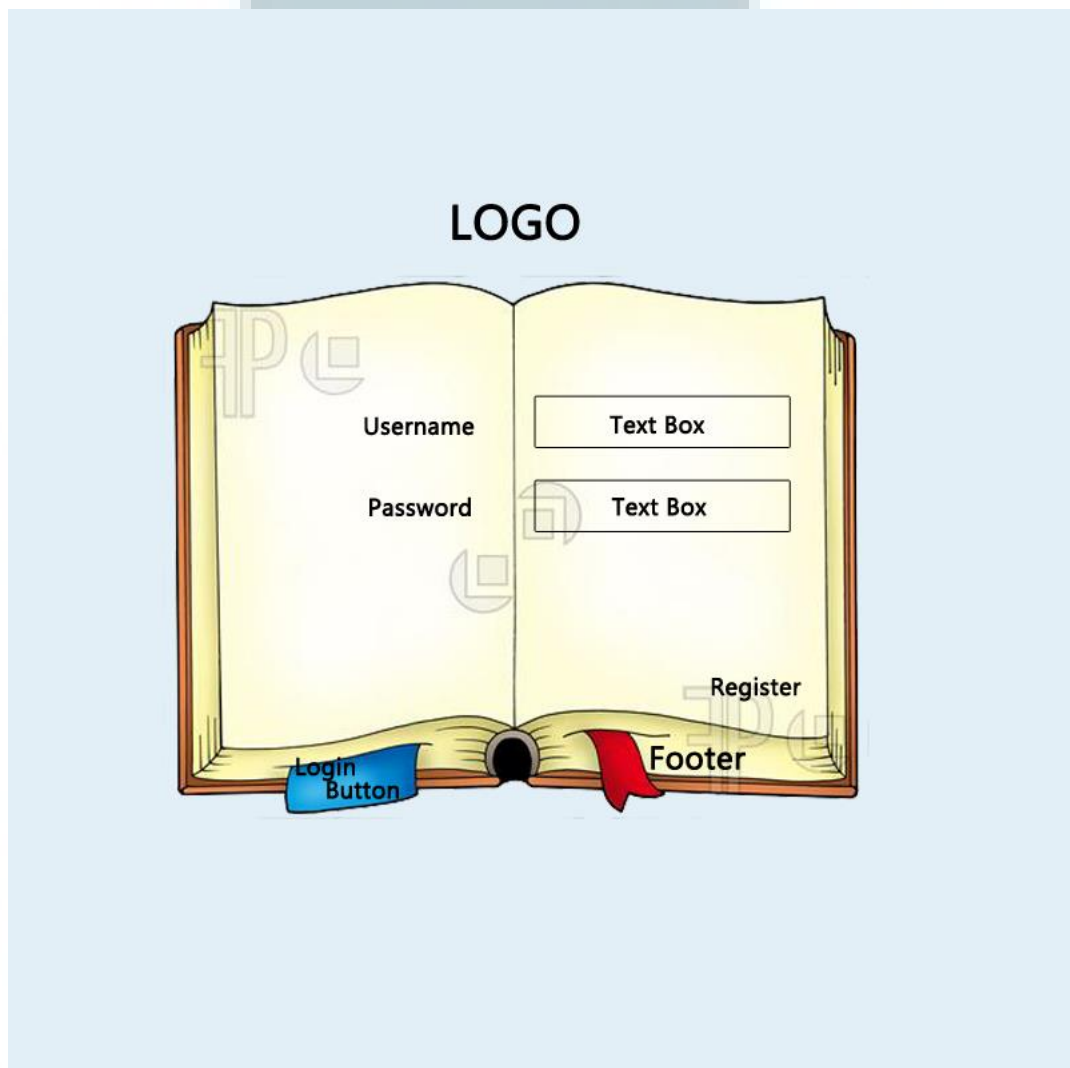 LOGO
Username
Text Box
Password
Text Box
Register
Footer
Login
Button